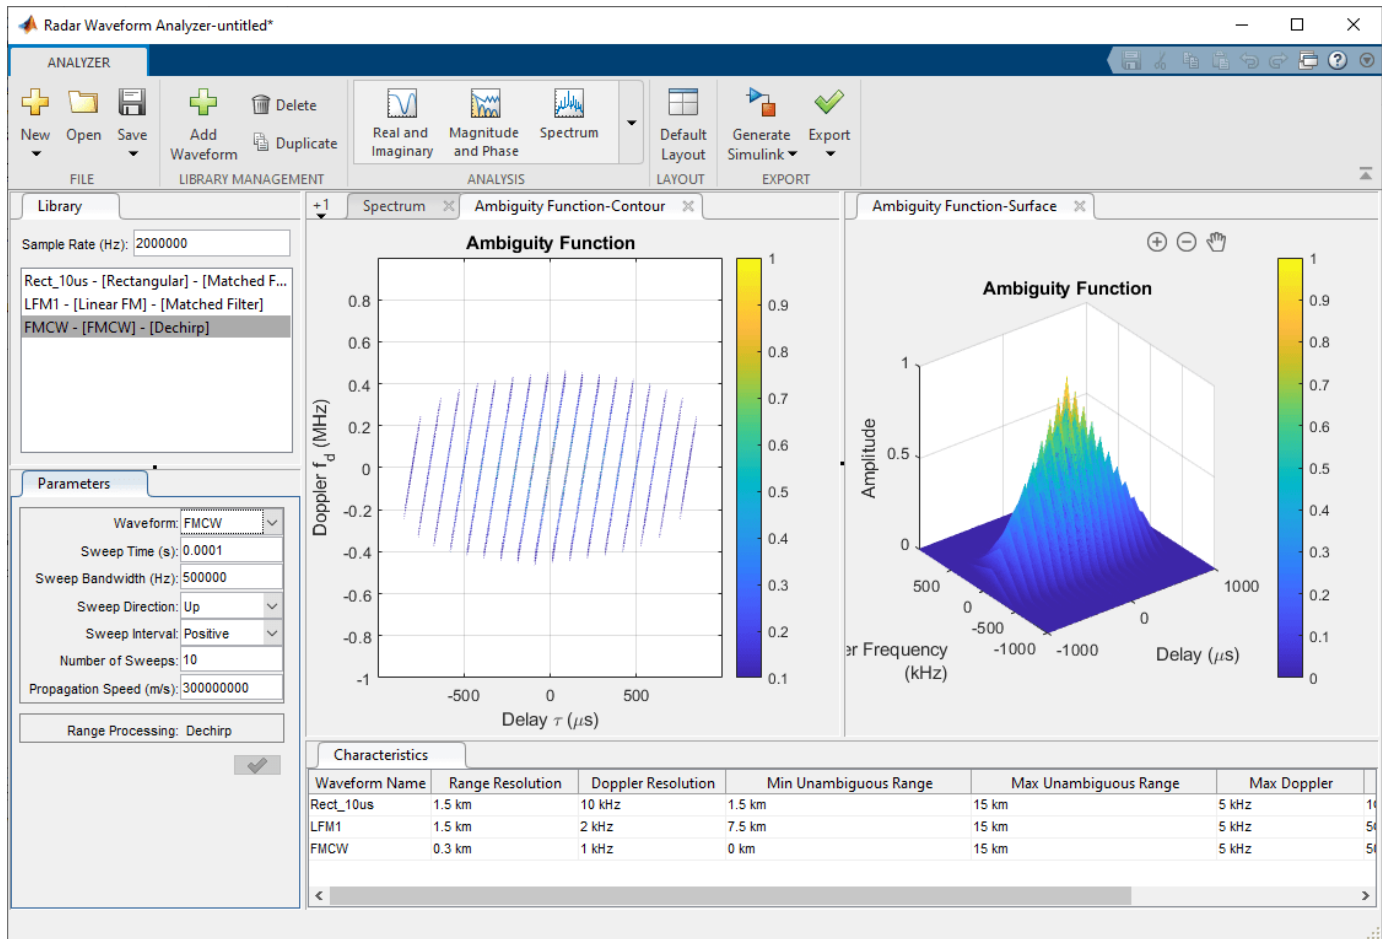 Radar Waveform Analyzer-untitled*
ANALYZER
New
Open
Save
Add Waveform
Delete
Duplicate
Real and Imaginary
Magnitude and Phase
Spectrum
Default Layout
Generate Simulink
Export
FILE
LIBRARY MANAGEMENT
ANALYSIS
LAYOUT
EXPORT
Library
Sample Rate (Hz): 2000000
Rect_10us - [Rectangular] - [Matched F...
LFM1 - [Linear FM] - [Matched Filter]
FMCW - [FMCW] - [Dechirp]
Parameters
Waveform: FMCW
Sweep Time (s): 0.0001
Sweep Bandwidth (Hz): 500000
Sweep Direction: Up
Sweep Interval: Positive
Number of Sweeps: 10
Propagation Speed (m/s): 300000000
Range Processing: Dechirp
+1
Spectrum
Ambiguity Function-Contour
Ambiguity Function
0.8
0.6
0.4
0.2
0
-0.2
-0.4
-0.6
-0.8
-1
Doppler f_d (MHz)
-500 0 500
Delay τ (μs)
1
0.9
0.8
0.7
0.6
0.5
0.4
0.3
0.2
0.1
Ambiguity Function-Surface
Ambiguity Function
1
0.5
0
Amplitude
500
0
-500
-1000
er Frequency
(kHz)
-1000
0
1000
Delay (μs)
1
0.9
0.8
0.7
0.6
0.5
0.4
0.3
0.2
0.1
0
Characteristics
Waveform Name Range Resolution Doppler Resolution Min Unambiguous Range Max Unambiguous Range Max Doppler
Rect_10us 1.5 km 10 kHz 1.5 km 15 km 5 kHz
LFM1 1.5 km 2 kHz 7.5 km 15 km 5 kHz
FMCW 0.3 km 1 kHz 0 km 15 km 5 kHz